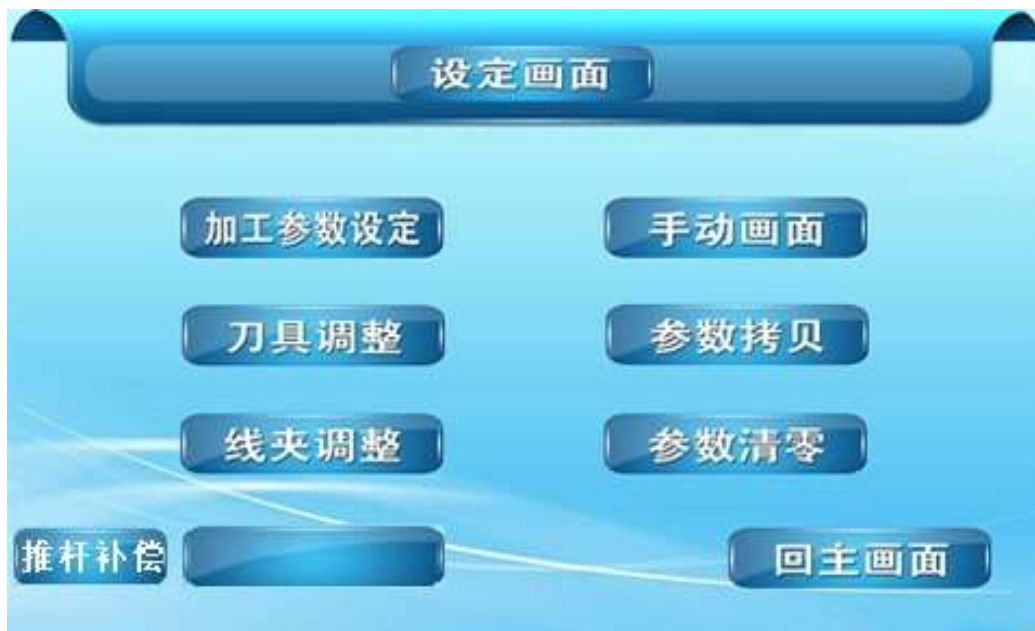 设定画面
加工参数设定 手动画面
刀具调整 参数拷贝
线夹调整 参数清零
推杆补偿 回主画面